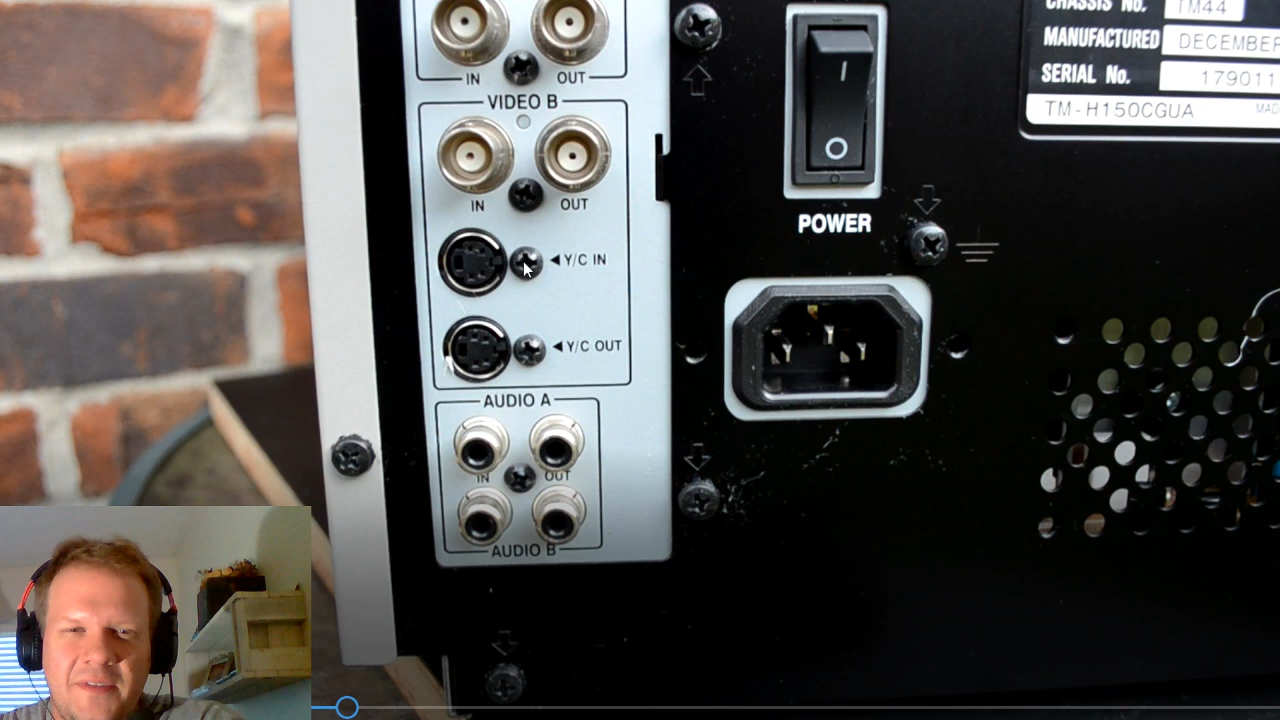 IN OUT
VIDEO B
IN OUT
◄Y/C IN
◄Y/C OUT
AUDIO A
IN OUT
AUDIO B
I
O
POWER
CHASSIS No. TM44
MANUFACTURED DECEMBER
SERIAL No. 179011
TM-H150CGUA MAD